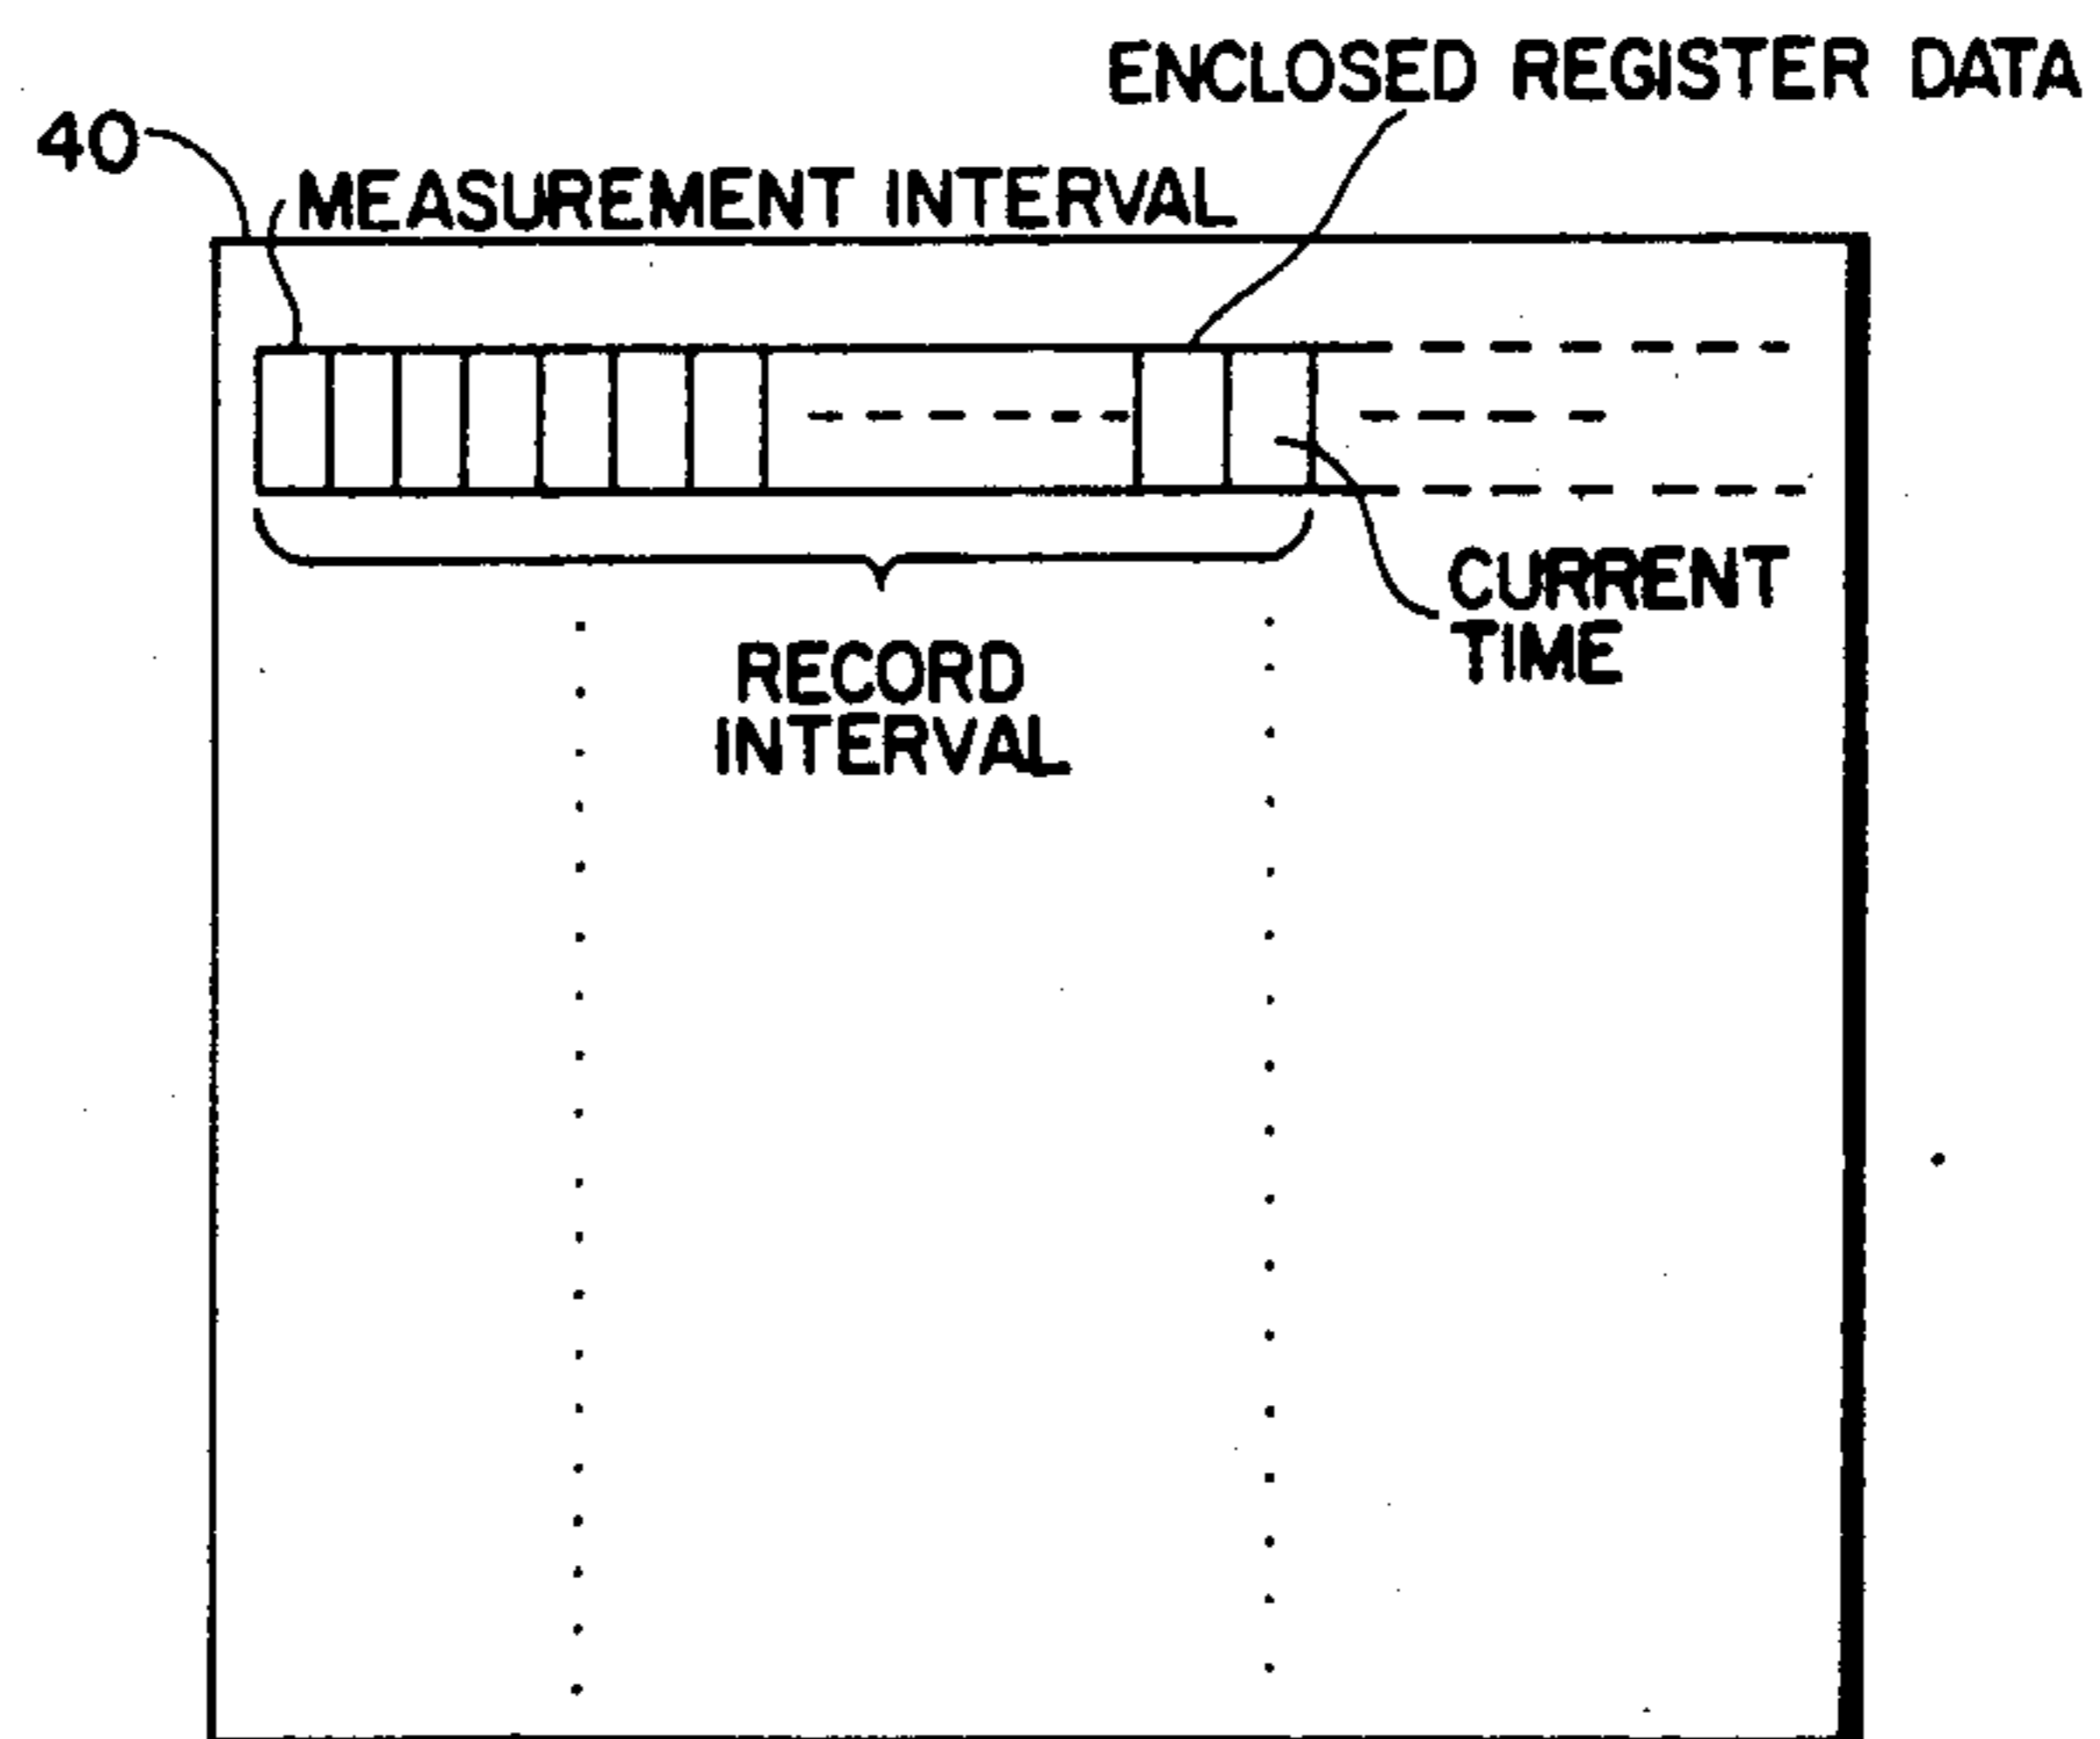 ENCLOSED REGISTER DATA
40
MEASUREMENT INTERVAL
CURRENT
TIME
RECORD
INTERVAL